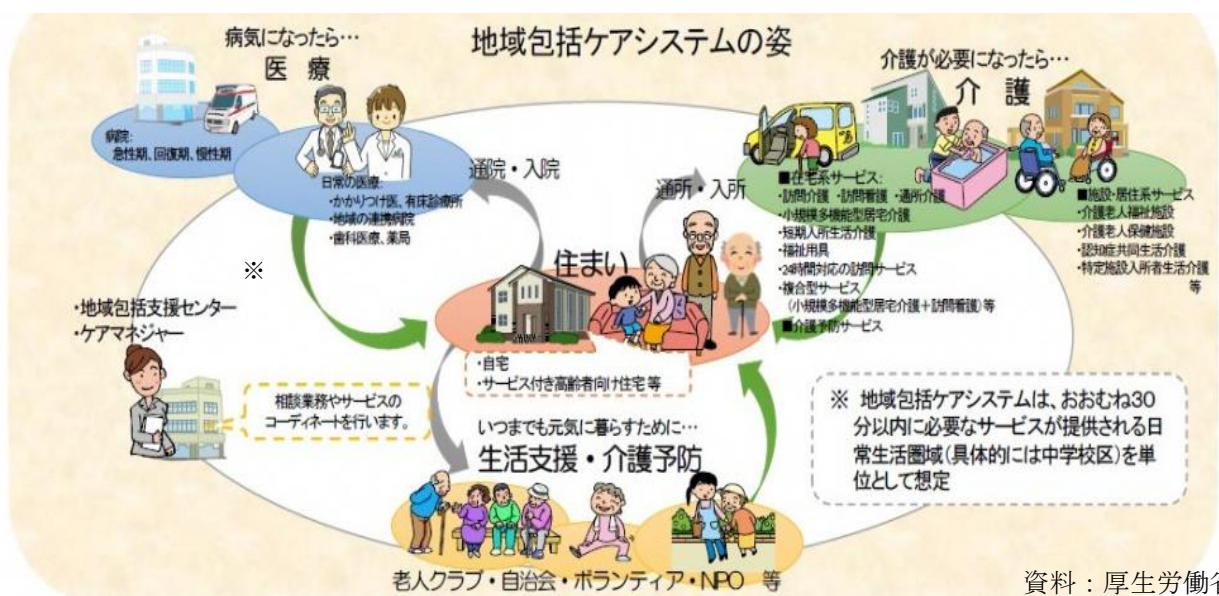 地域包括ケアシステムの姿
病気になったら…
医 療
病院:
急性期、回復期、慢性期
日常の医療:
・かかりつけ医、有床診療所
・地域の連携病院
・歯科医療、薬局
通院・入院
通所・入所
介護が必要になったら…
介 護
■在宅系サービス:
・訪問介護 ・訪問看護 ・通所介護
・小規模多機能型居宅介護
・短期入所生活介護
・福祉用具
・24時間対応の訪問サービス
・複合型サービス
(小規模多機能型居宅介護+訪問看護)等
■介護予防サービス
■施設・居住系サービス
・介護老人福祉施設
・介護老人保健施設
・認知症共同生活介護
・特定施設入所者生活介護
等
住まい
・自宅
・サービス付き高齢者向け住宅 等
※
・地域包括支援センター
・ケアマネジャー
相談業務やサービスの
コーディネートを行います。
いつまでも元気に暮らすために…
生活支援・介護予防
老人クラブ・自治会・ボランティア・NPO 等
※ 地域包括ケアシステムは、おおむね30
分以内に必要なサービスが提供される日
常生活圏域(具体的には中学校区)を単
位として想定
資料:厚生労働省